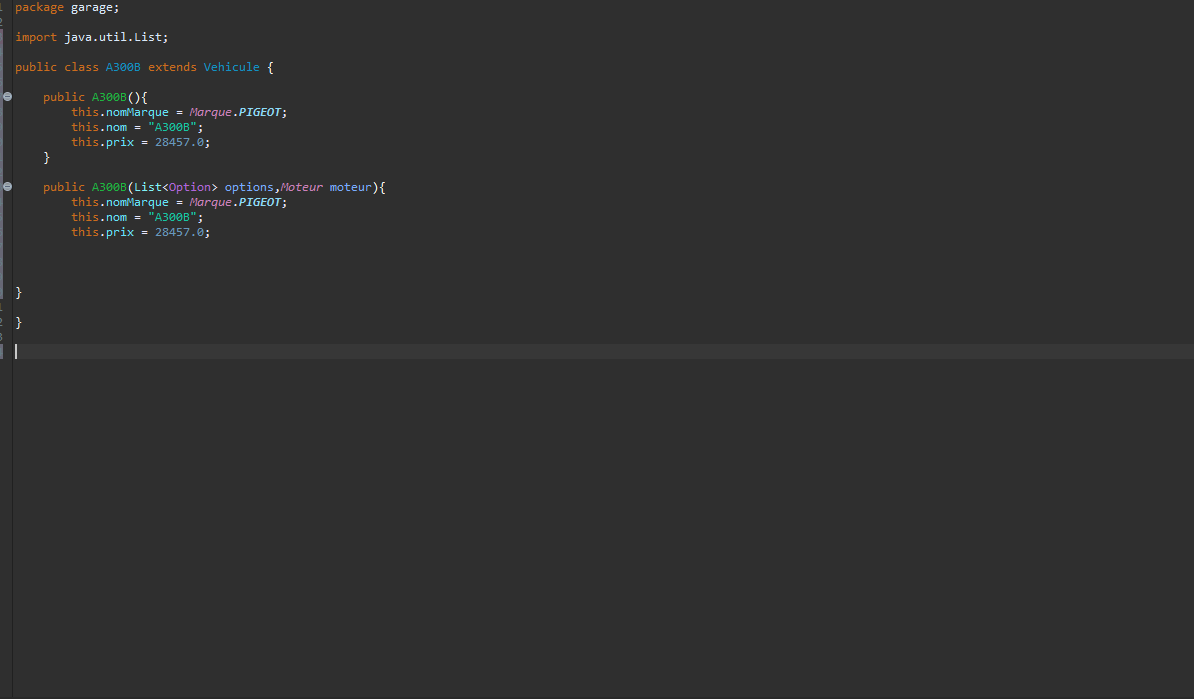 package garage;
import java.util.List;
public class A300B extends Vehicule {
public A300B(){
this.nomMarque = Marque.PIGEOT;
this.nom = "A300B";
this.prix = 28457.0;
}
public A300B(List<Option> options,Moteur moteur){
this.nomMarque = Marque.PIGEOT;
this.nom = "A300B";
this.prix = 28457.0;
}
}